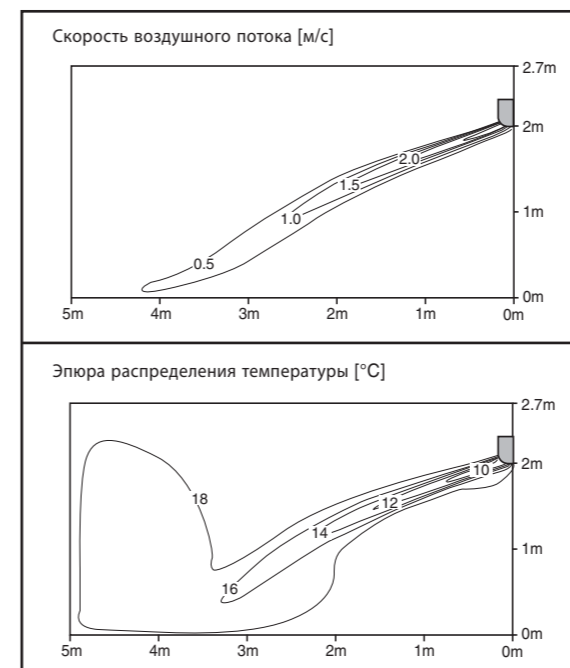 Скорость воздушного потока [м/с]
2.7m
2m
2.0
1.5
1.0
1m
0.5
0m
5m 4m 3m 2m 1m 0m
Эпюра распределения температуры [°C]
2.7m
10 2m
18 12
14
1m
16
0m
5m 4m 3m 2m 1m 0m